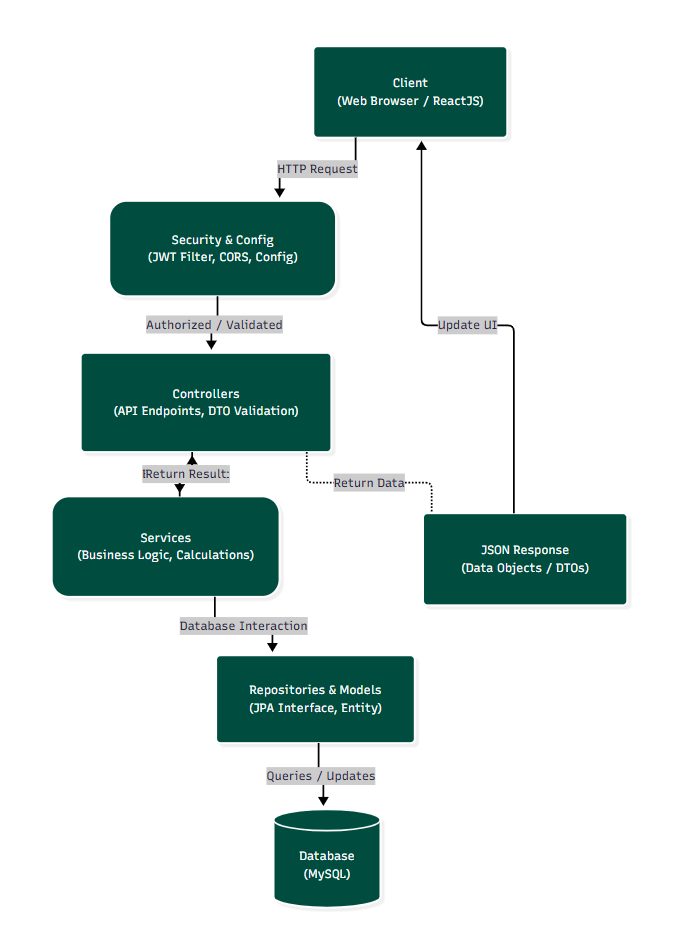 Client
(Web Browser / ReactJS)
HTTP Request
Security & Config
(JWT Filter, CORS, Config)
Authorized / Validated
Update UI
Controllers
(API Endpoints, DTO Validation)
Return Result
Return Data
Services
(Business Logic, Calculations)
JSON Response
(Data Objects / DTOs)
Database Interaction
Repositories & Models
(JPA Interface, Entity)
Queries / Updates
Database
(MySQL)